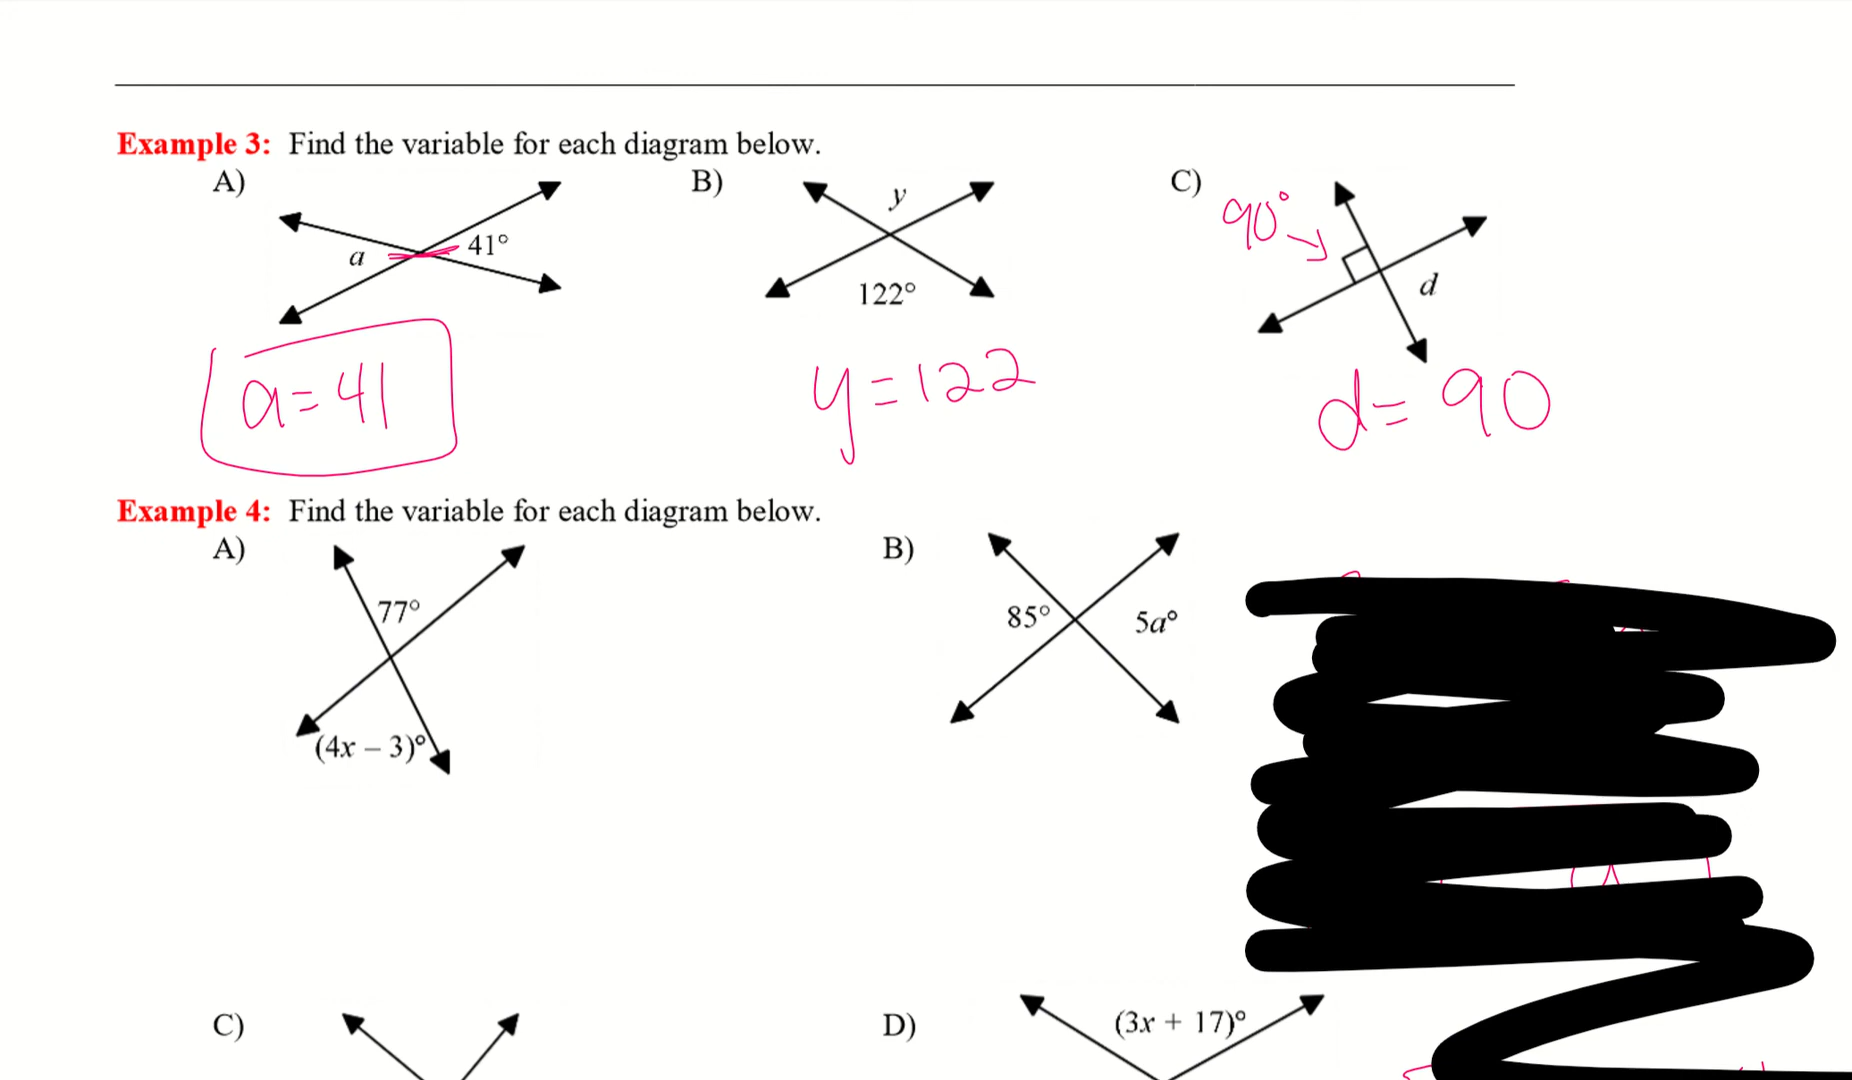 Example 3: Find the variable for each diagram below.
A)
B)
C)
y
90°
a
41°
d
122°
a=41
y=122
d=90
Example 4: Find the variable for each diagram below.
A)
B)
77°
85°
5a°
(4x – 3)°
C)
D)
(3x + 17)°